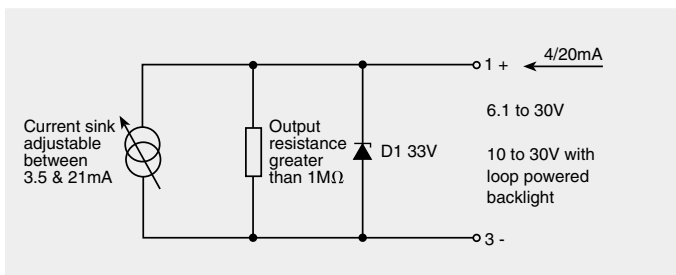 Current sink
adjustable
between
3.5 & 21mA
Output
resistance
greater
than 1MΩ
D1 33V
1 +
4/20mA
6.1 to 30V
10 to 30V with
loop powered
backlight
3 -